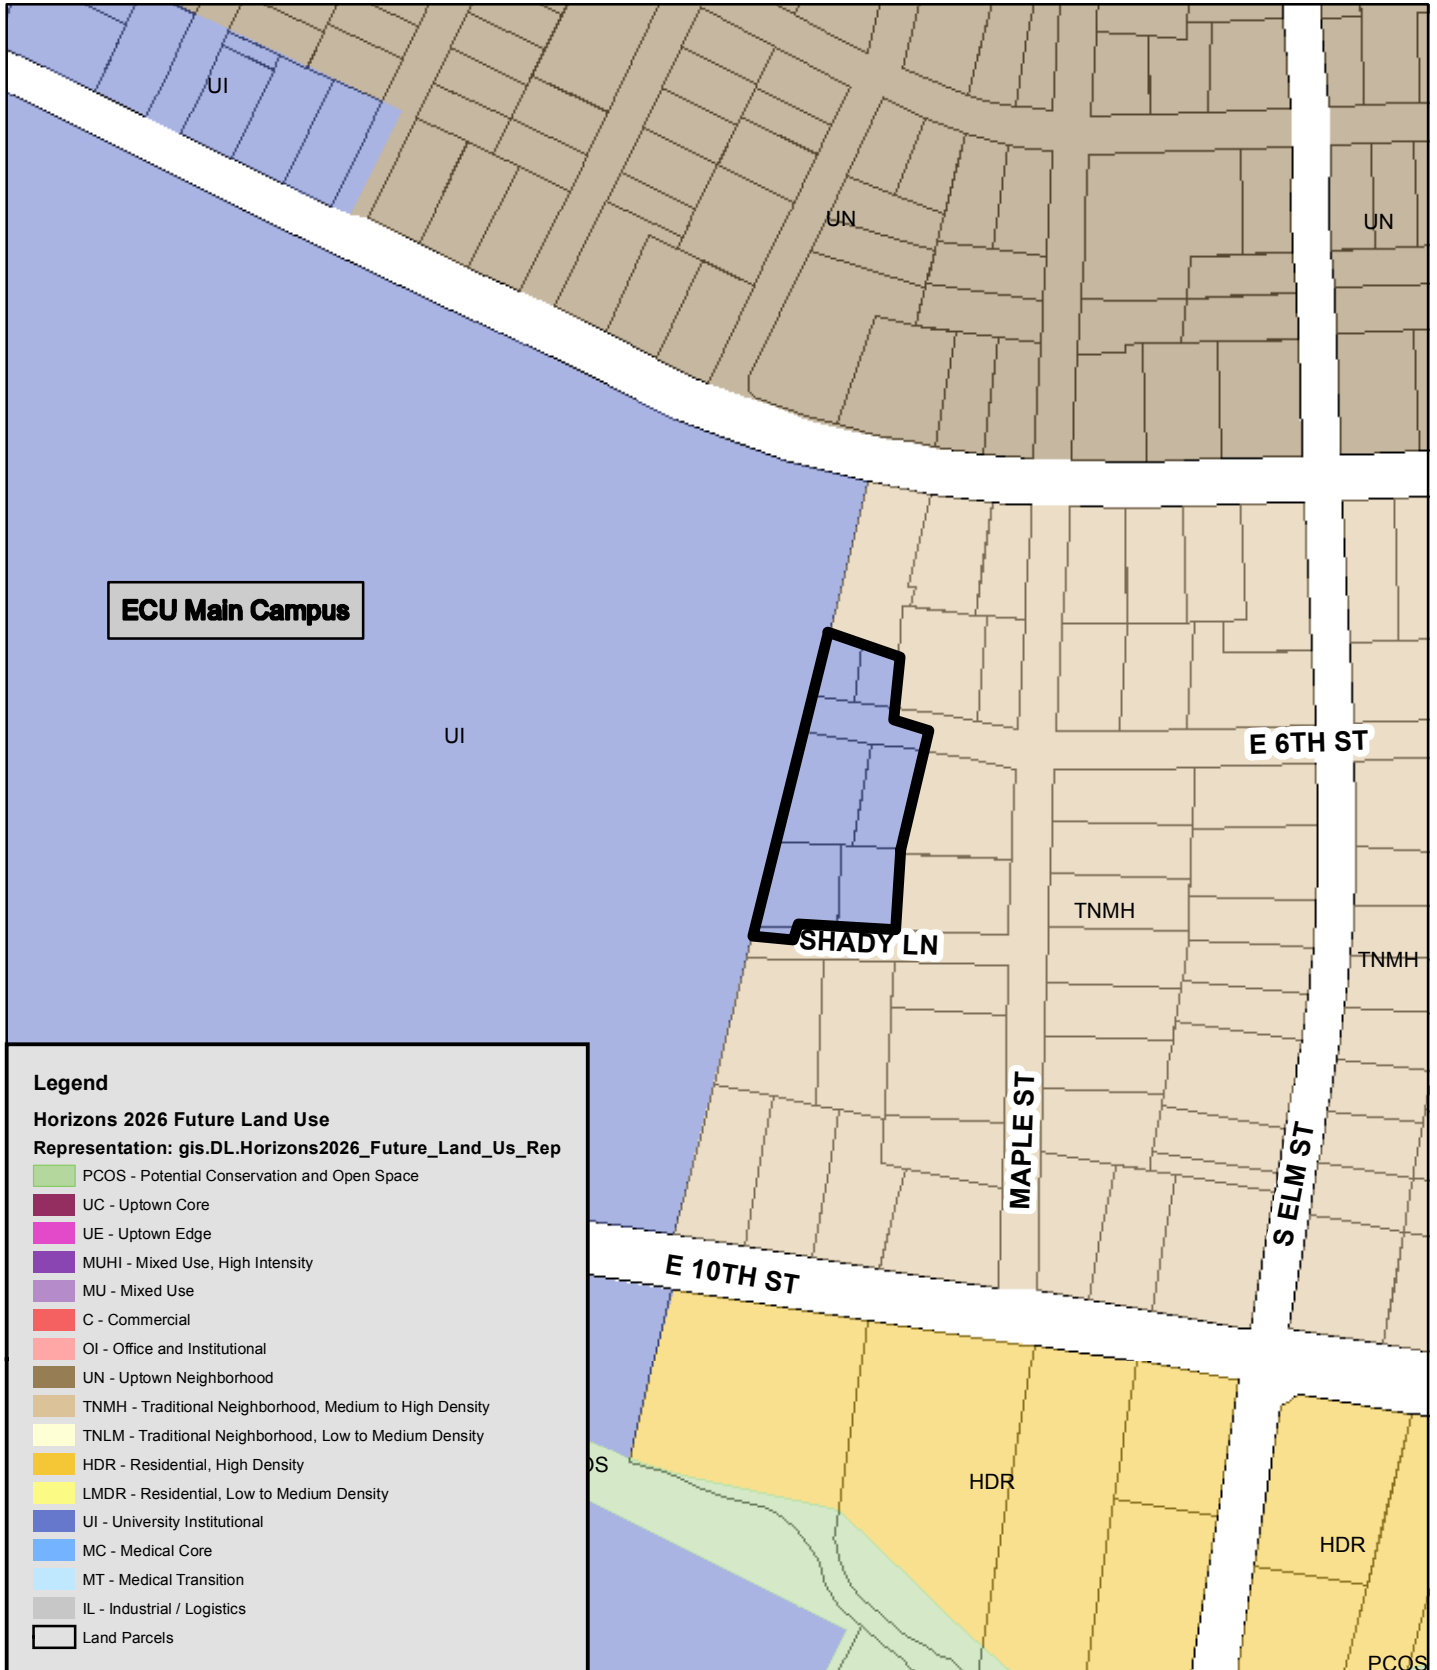 UI
UN
UN
ECU Main Campus
UI
E 6TH ST
TNMH
SHADY LN
TNMH
MAPLE ST
S ELM ST
E 10TH ST
OS
HDR
HDR
PCOS
Legend
Horizons 2026 Future Land Use
Representation: gis.DL.Horizons2026_Future_Land_Us_Rep
PCOS - Potential Conservation and Open Space
UC - Uptown Core
UE - Uptown Edge
MUHI - Mixed Use, High Intensity
MU - Mixed Use
C - Commercial
OI - Office and Institutional
UN - Uptown Neighborhood
TNMH - Traditional Neighborhood, Medium to High Density
TNLM - Traditional Neighborhood, Low to Medium Density
HDR - Residential, High Density
LMDR - Residential, Low to Medium Density
UI - University Institutional
MC - Medical Core
MT - Medical Transition
IL - Industrial / Logistics
Land Parcels